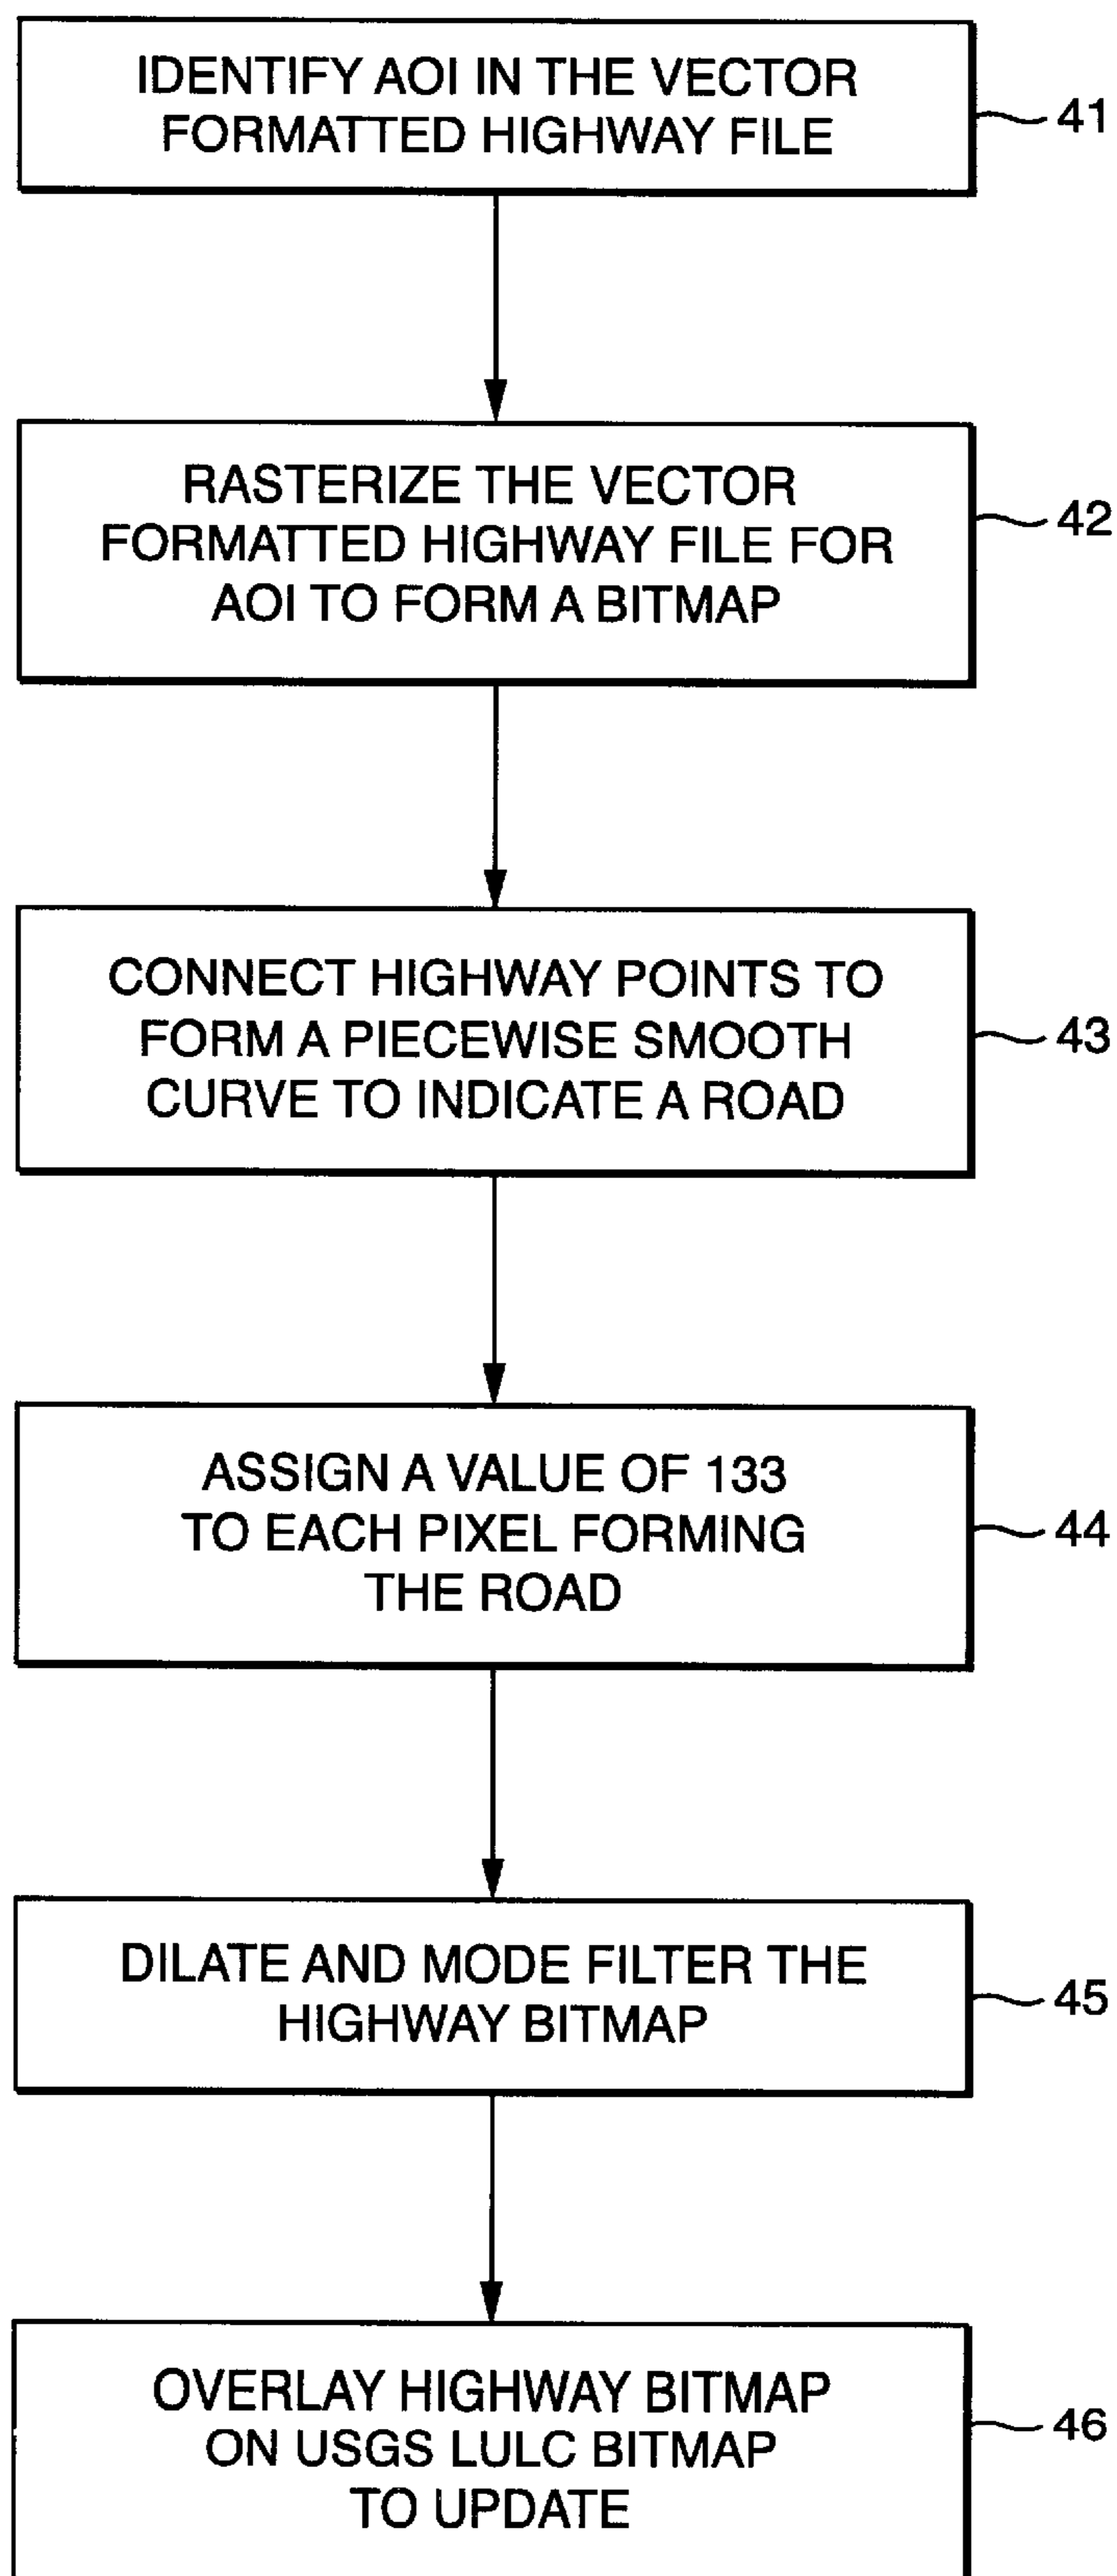 IDENTIFY AOI IN THE VECTOR
FORMATTED HIGHWAY FILE
41
RASTERIZE THE VECTOR
FORMATTED HIGHWAY FILE FOR
AOI TO FORM A BITMAP
42
CONNECT HIGHWAY POINTS TO
FORM A PIECEWISE SMOOTH
CURVE TO INDICATE A ROAD
43
ASSIGN A VALUE OF 133
TO EACH PIXEL FORMING
THE ROAD
44
DILATE AND MODE FILTER THE
HIGHWAY BITMAP
45
OVERLAY HIGHWAY BITMAP
ON USGS LULC BITMAP
TO UPDATE
46